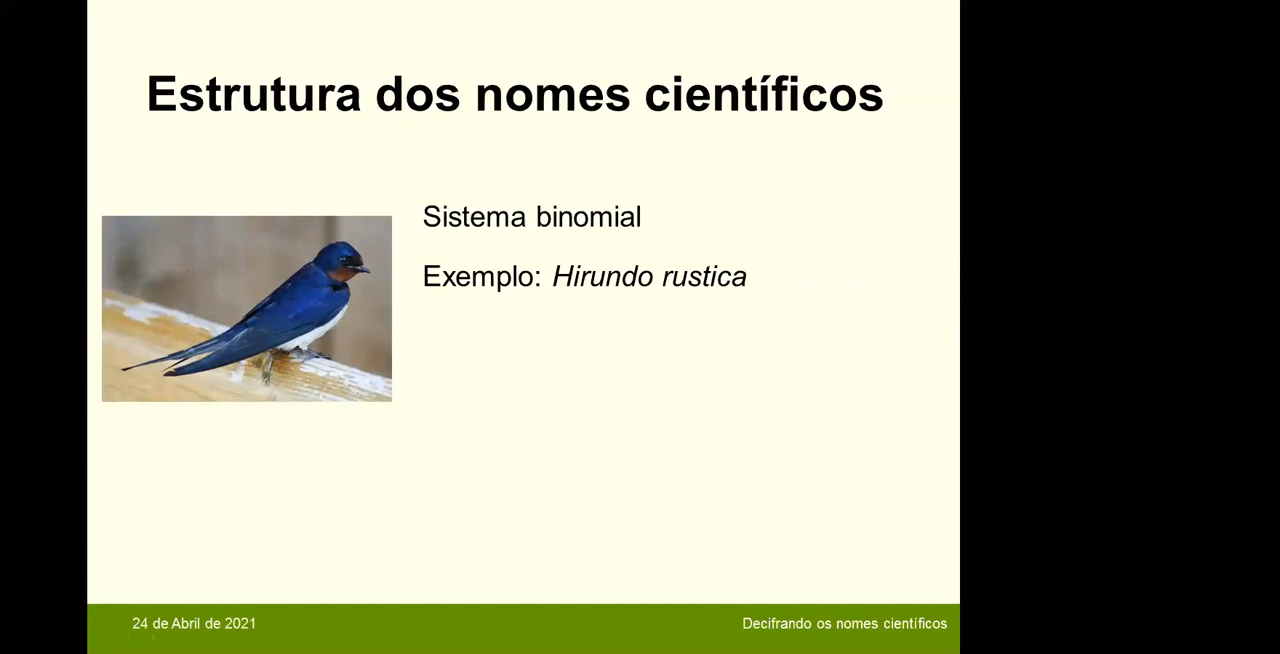 Estrutura dos nomes científicos
Sistema binomial
Exemplo: Hirundo rustica
24 de Abril de 2021
Decifrando os nomes científicos